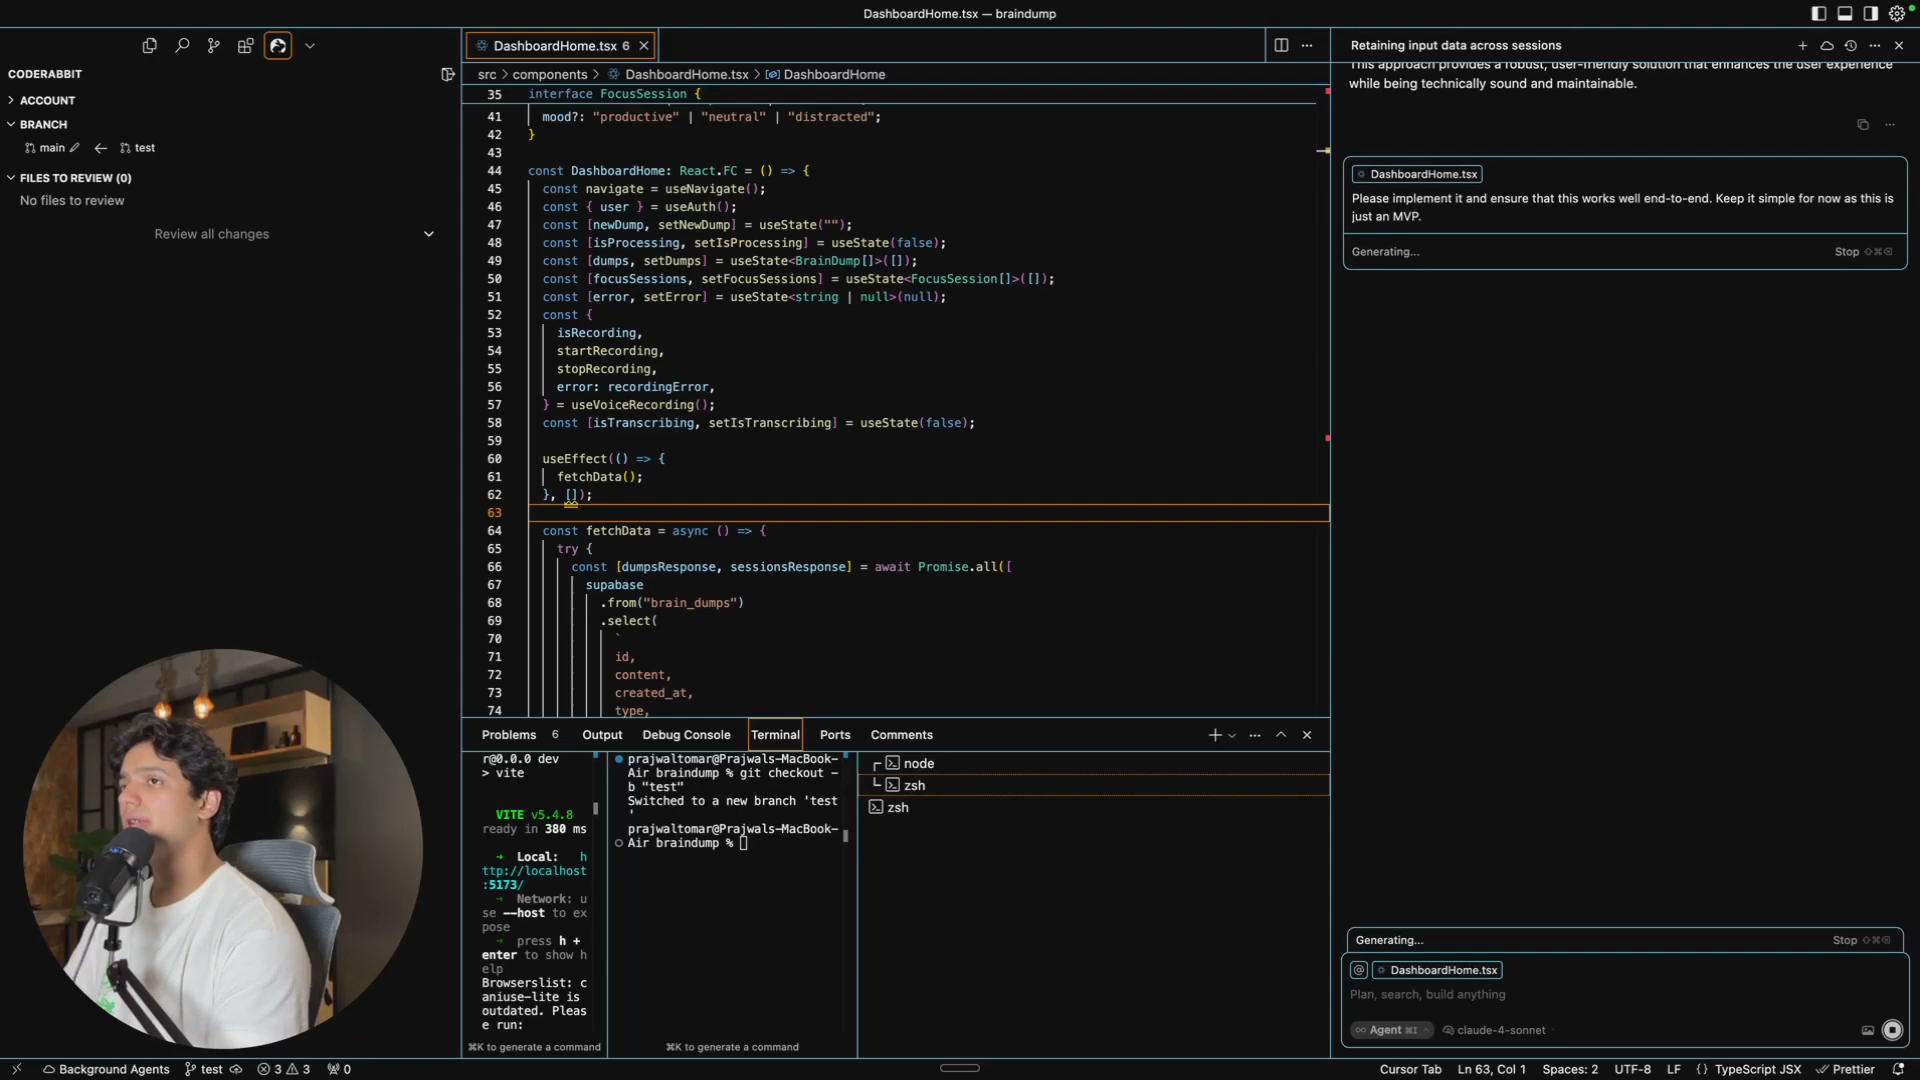 DashboardHome.tsx — braindump
CODERABBIT
ACCOUNT
BRANCH
main
test
FILES TO REVIEW (0)
No files to review
Review all changes
DashboardHome.tsx 6
src > components > DashboardHome.tsx > DashboardHome
35 interface FocusSession {
41 mood?: "productive" | "neutral" | "distracted";
42 }
43
44 const DashboardHome: React.FC = () => {
45 const navigate = useNavigate();
46 const { user } = useAuth();
47 const [newDump, setNewDump] = useState("");
48 const [isProcessing, setIsProcessing] = useState(false);
49 const [dumps, setDumps] = useState<BrainDump[]>([]);
50 const [focusSessions, setFocusSessions] = useState<FocusSession[]>([]);
51 const [error, setError] = useState<string | null>(null);
52 const {
53 isRecording,
54 startRecording,
55 stopRecording,
56 error: recordingError,
57 } = useVoiceRecording();
58 const [isTranscribing, setIsTranscribing] = useState(false);
59
60 useEffect(() => {
61 fetchData();
62 }, []);
63
64 const fetchData = async () => {
65 try {
66 const [dumpsResponse, sessionsResponse] = await Promise.all([
67 supabase
68 .from("brain_dumps")
69 .select(
70 `
71 id,
72 content,
73 created_at,
74 type,
Problems 6 Output Debug Console Terminal Ports Comments
r@0.0.0 dev
> vite
VITE v5.4.8
ready in 380 ms
➜ Local: h
ttp://localhost
:5173/
➜ Network: u
se --host to ex
pose
➜ press h +
enter to show h
elp
Browserslist: c
aniuse-lite is
outdated. Pleas
e run:
⌘K to generate a command
prajwaltomar@Prajwals-MacBook-
Air braindump % git checkout -
b "test"
Switched to a new branch 'test
'
prajwaltomar@Prajwals-MacBook-
Air braindump %
⌘K to generate a command
node
zsh
zsh
Retaining input data across sessions
This approach provides a robust, user-friendly solution that enhances the user experience
while being technically sound and maintainable.
DashboardHome.tsx
Please implement it and ensure that this works well end-to-end. Keep it simple for now as this is
just an MVP.
Generating... Stop ⇧⌘⌫
Generating... Stop ⇧⌘⌫
@ DashboardHome.tsx
Plan, search, build anything
∞ Agent ⌘I claude-4-sonnet
Background Agents test 3 3 0
Cursor Tab Ln 63, Col 1 Spaces: 2 UTF-8 LF {} TypeScript JSX Prettier